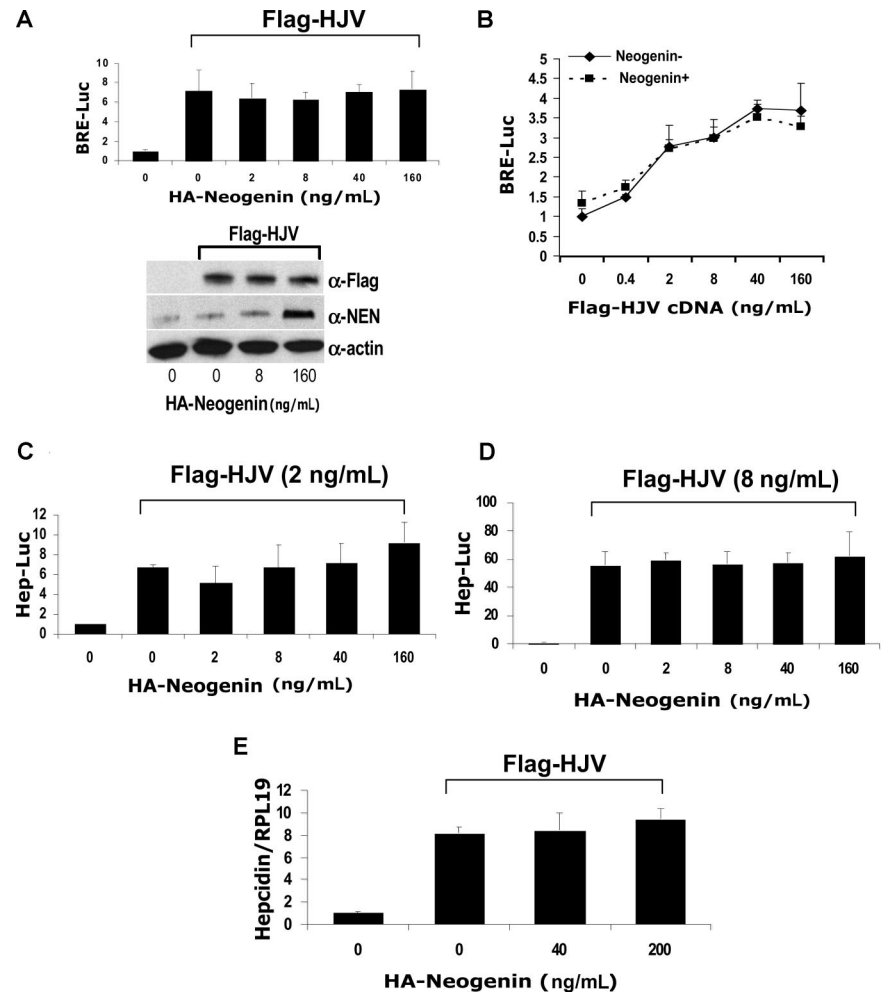 A
Flag-HJV
BRE-Luc
10
8
6
4
2
0
0 0 2 8 40 160
HA-Neogenin (ng/mL)
Flag-HJV
α-Flag
α-NEN
α-actin
0 0 8 160
HA-Neogenin (ng/mL)
B
Neogenin-
Neogenin+
BRE-Luc
5
4.5
4
3.5
3
2.5
2
1.5
1
0.5
0
0 0.4 2 8 40 160
Flag-HJV cDNA (ng/mL)
C
Flag-HJV (2 ng/mL)
Hep-Luc
12
10
8
6
4
2
0
0 0 2 8 40 160
HA-Neogenin (ng/mL)
D
Flag-HJV (8 ng/mL)
Hep-Luc
100
80
60
40
20
0
0 0 2 8 40 160
HA-Neogenin (ng/mL)
E
Flag-HJV
Hepcidin/RPL19
12
10
8
6
4
2
0
0 0 40 200
HA-Neogenin (ng/mL)